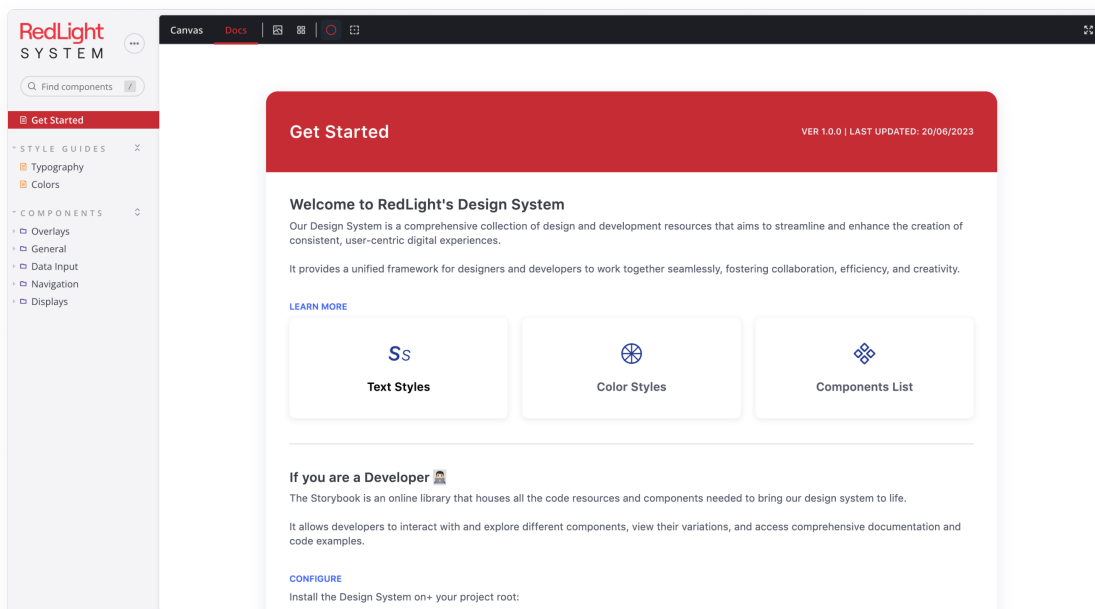 RedLight
SYSTEM
Find components /
Get Started
STYLE GUIDES
Typography
Colors
COMPONENTS
Overlays
General
Data Input
Navigation
Displays
Canvas Docs
Get Started
VER 1.0.0 | LAST UPDATED: 20/06/2023
Welcome to RedLight's Design System
Our Design System is a comprehensive collection of design and development resources that aims to streamline and enhance the creation of
consistent, user-centric digital experiences.
It provides a unified framework for designers and developers to work together seamlessly, fostering collaboration, efficiency, and creativity.
LEARN MORE
Ss
Text Styles
Color Styles
Components List
If you are a Developer 👨🏻‍💻
The Storybook is an online library that houses all the code resources and components needed to bring our design system to life.
It allows developers to interact with and explore different components, view their variations, and access comprehensive documentation and
code examples.
CONFIGURE
Install the Design System on+ your project root: